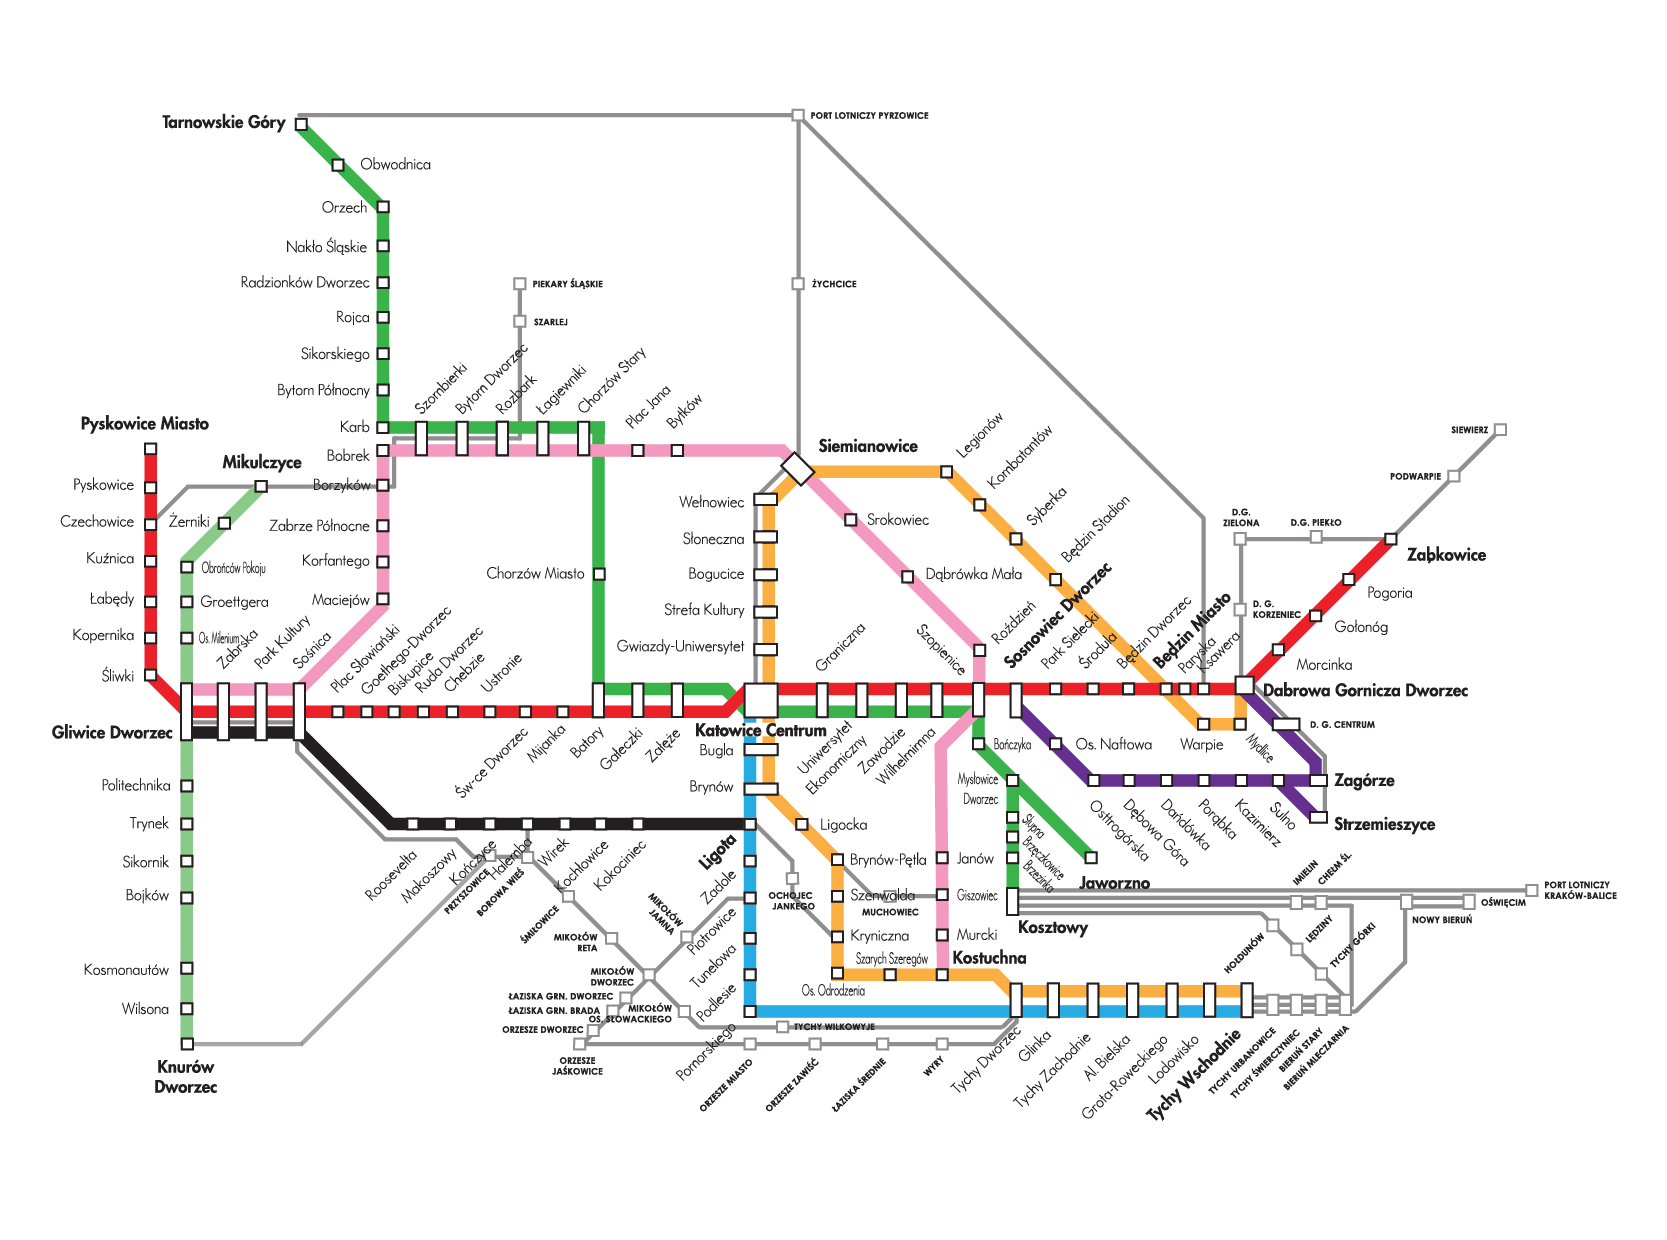 Tarnowskie Góry
PORT LOTNICZY PYRZOWICE
Obwodnica
Orzech
Nakło Śląskie
Radzionków Dworzec
PIEKARY ŚLĄSKIE
ŻYCHCICE
Rojca
SZARLEJ
Sikorskiego
Bytom Północny
Szombierki
Bytom Dworzec
Rozbark
Łagiewniki
Chorzów Stary
Plac Jana
Bytków
Pyskowice Miasto
Karb
Bobrek
Siemianowice
Legionów
Kombatantów
Syberka
Będzin Stadion
SIEWIERZ
PODWARPIE
Mikulczyce
Pyskowice
Borzyków
Wełnowiec
Czechowice
Żerniki
Zabrze Północne
Srokowiec
D.G.
ZIELONA
D.G. PIEKŁO
Słoneczna
Kuźnica
Korfantego
Obrońców Pokoju
Chorzów Miasto
Bogucice
Dąbrówka Mała
Ząbkowice
Łabędy
Groettgera
Maciejów
Strefa Kultury
D. G.
KORZENIEC
Pogoria
Kopernika
Os. Milenium
Gwiazdy-Uniwersytet
Gołonóg
Śliwki
Zabrska
Park Kultury
Sośnica
Plac Słowiański
Goethego-Dworzec
Biskupice
Ruda Dworzec
Chebzie
Ustronie
Graniczna
Szopienice
Roździeń
Sosnowiec Dworzec
Park Sielecki
Środula
Będzin Dworzec
Będzin Miasto
Paryska
Ksawera
Morcinka
Dabrowa Gornicza Dworzec
Gliwice Dworzec
Katowice Centrum
D. G. CENTRUM
Św-ce Dworzec
Mijanka
Batory
Gałeczki
Załęże
Bugla
Uniwersytet
Ekonomiczny
Zawodzie
Wilhelmirnna
Bończyka
Os. Naftowa
Warpie
Mydlice
Politechnika
Brynów
Mysłowice
Dworzec
Zagórze
Trynek
Ligocka
Słupna
Brzęczkowice
Brzezinka
Osttrogórska
Dębowa Góra
Dańdówka
Porąbka
Kazimierz
Sulno
Strzemieszyce
Sikornik
Roosevelta
Makoszowy
Kończyce
Halemba
Wirek
Kochłowice
Kokociniec
Ligota
Brynów-Pętla
Janów
Jaworzno
IMIELIN
CHEŁM ŚL.
Bojków
PRZYSZOWICE
BOROWA WIEŚ
Zadole
OCHOJEC
JANKEGO
Szenwalda
MUCHOWIEC
Giszowiec
PORT LOTNICZY
KRAKÓW-BALICE
OŚWIĘCIM
NOWY BIERUŃ
ŚMIŁOWICE
MIKOŁÓW
RETA
MIKOŁÓW
JAMNA
Piotrowice
Kryniczna
Murcki
Kosztowy
HOŁDUNÓW
LĘDZINY
TYCHY GÓRKI
Kosmonautów
MIKOŁÓW
DWORZEC
Tunelowa
Szarych Szeregów
Kostuchna
Os. Odrodzenia
Wilsona
ŁAZISKA GRN. DWORZEC
ŁAZISKA GRN. BRADA
MIKOŁÓW
OS. SŁOWACKIEGO
Podlesie
ORZESZE DWORZEC
TYCHY WILKOWYJE
Knurów
Dworzec
ORZESZE
JAŚKOWICE
Pomorskiego
ORZESZE MIASTO
ORZESZE ZAWIŚĆ
ŁAZISKA ŚREDNIE
WYRY
Tychy Dworzec
Glinka
Tychy Zachodnie
Al. Bielska
Grota-Roweckiego
Lodowisko
Tychy Wschodnie
TYCHY URBANOWICE
TYCHY ŚWIERCZYNIEC
BIERUŃ STARY
BIERUŃ MLECZARNIA